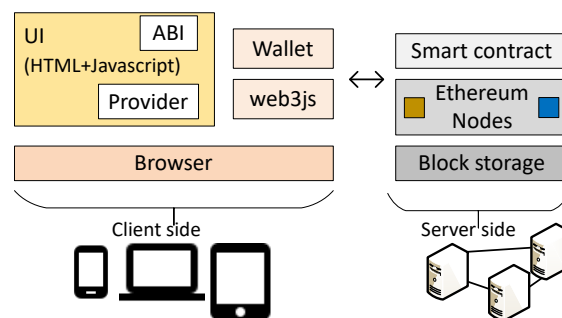 UI
ABI
(HTML+Javascript)
Provider
Wallet
web3js
Browser
Client side
Smart contract
Ethereum
Nodes
Block storage
Server side